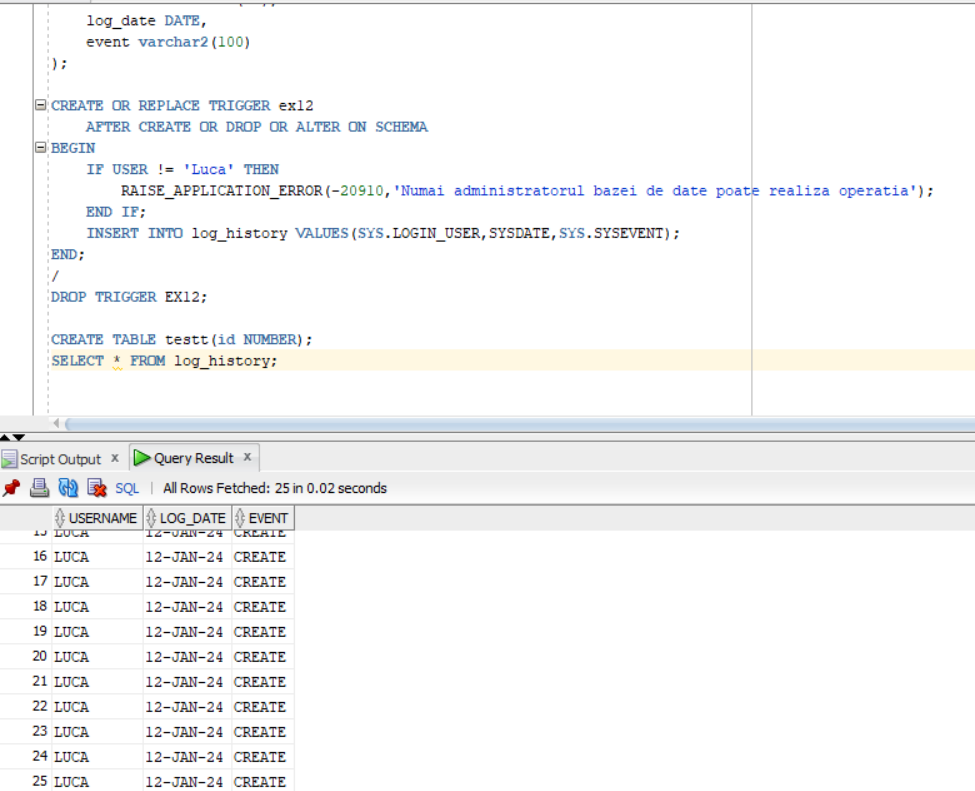 log_date DATE,
event varchar2(100)
);
CREATE OR REPLACE TRIGGER ex12
AFTER CREATE OR DROP OR ALTER ON SCHEMA
BEGIN
IF USER != 'Luca' THEN
RAISE_APPLICATION_ERROR(-20910,'Numai administratorul bazei de date poate realiza operatia');
END IF;
INSERT INTO log_history VALUES(SYS.LOGIN_USER,SYSDATE,SYS.SYSEVENT);
END;
/
DROP TRIGGER EX12;
CREATE TABLE testt(id NUMBER);
SELECT * FROM log_history;
Script Output x Query Result x
SQL | All Rows Fetched: 25 in 0.02 seconds
USERNAME LOG_DATE EVENT
15 LUCA 12-JAN-24 CREATE
16 LUCA 12-JAN-24 CREATE
17 LUCA 12-JAN-24 CREATE
18 LUCA 12-JAN-24 CREATE
19 LUCA 12-JAN-24 CREATE
20 LUCA 12-JAN-24 CREATE
21 LUCA 12-JAN-24 CREATE
22 LUCA 12-JAN-24 CREATE
23 LUCA 12-JAN-24 CREATE
24 LUCA 12-JAN-24 CREATE
25 LUCA 12-JAN-24 CREATE